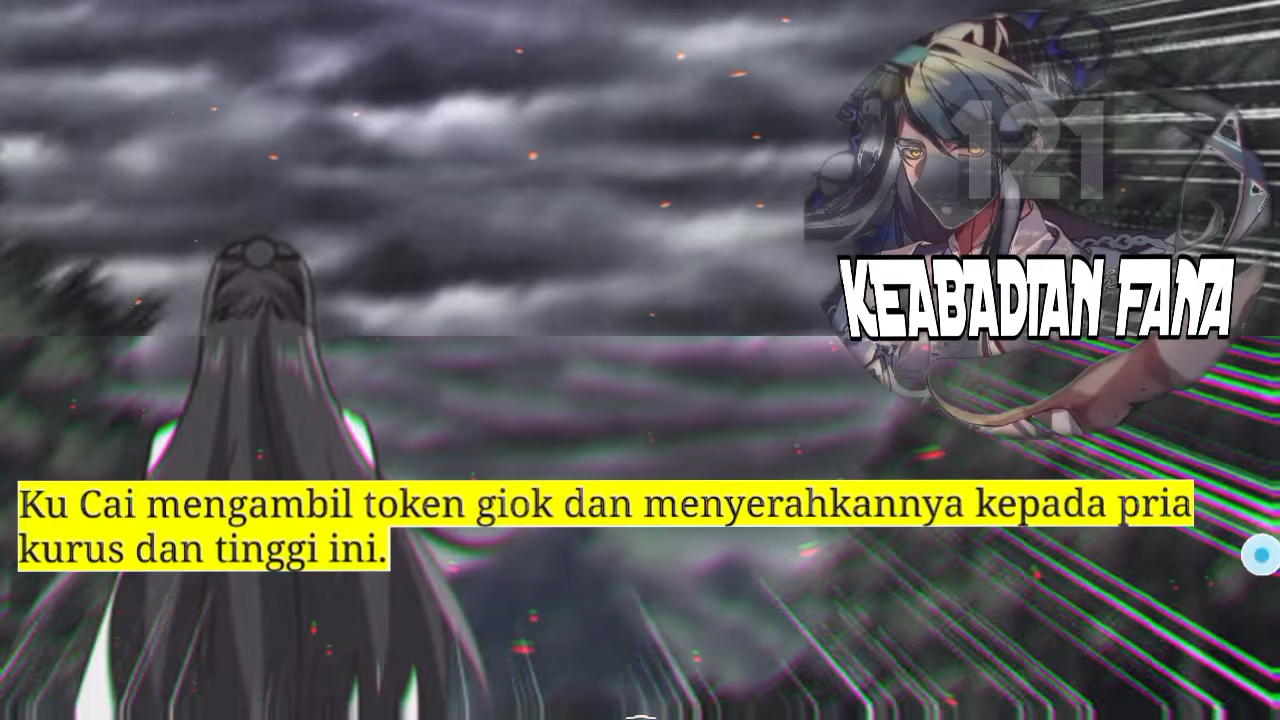 121
KEABADIAN FANA
Ku Cai mengambil token giok dan menyerahkannya kepada pria
kurus dan tinggi ini.